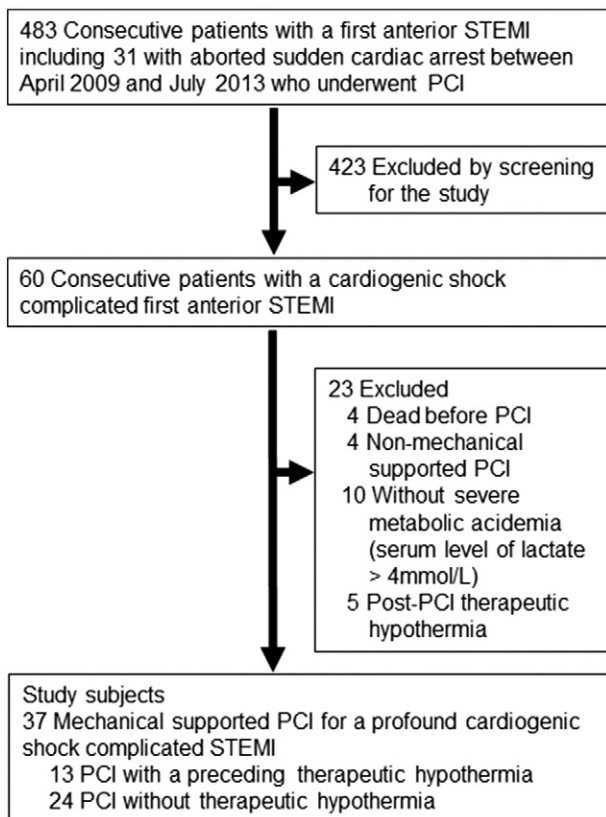 483 Consecutive patients with a first anterior STEMI
including 31 with aborted sudden cardiac arrest between
April 2009 and July 2013 who underwent PCI
423 Excluded by screening
for the study
60 Consecutive patients with a cardiogenic shock
complicated first anterior STEMI
23 Excluded
4 Dead before PCI
4 Non-mechanical
supported PCI
10 Without severe
metabolic acidemia
(serum level of lactate
> 4mmol/L)
5 Post-PCI therapeutic
hypothermia
Study subjects
37 Mechanical supported PCI for a profound cardiogenic
shock complicated STEMI
13 PCI with a preceding therapeutic hypothermia
24 PCI without therapeutic hypothermia